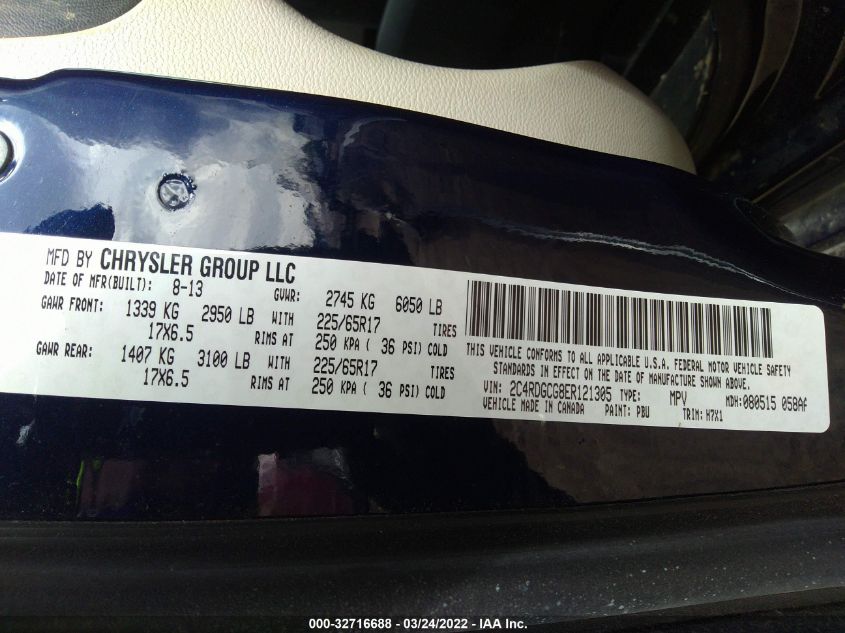 MFD BY CHRYSLER GROUP LLC
DATE OF MFR(BUILT): 8-13 GVWR: 2745 KG 6050 LB
GAWR FRONT: 1339 KG 2950 LB WITH 225/65R17 TIRES
17X6.5 RIMS AT 250 KPA ( 36 PSI) COLD
GAWR REAR: 1407 KG 3100 LB WITH 225/65R17 TIRES
17X6.5 RIMS AT 250 KPA ( 36 PSI) COLD
THIS VEHICLE CONFORMS TO ALL APPLICABLE U.S.A. FEDERAL MOTOR VEHICLE SAFETY
STANDARDS IN EFFECT ON THE DATE OF MANUFACTURE SHOWN ABOVE.
VIN: 2C4RDGCG8ER121305 TYPE: MPV MDH: 080515 058AF
VEHICLE MADE IN CANADA PAINT: PBU TRIM: H7X1
000-32716688 - 03/24/2022 - IAA Inc.